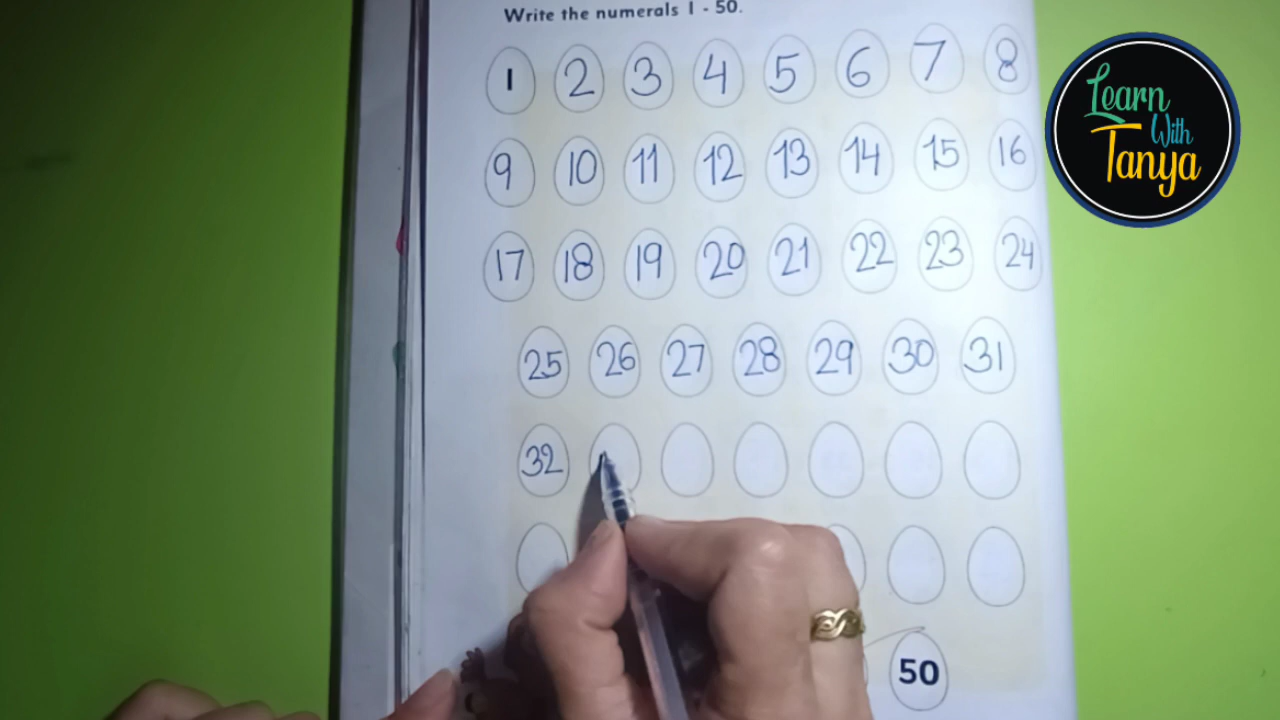 Write the numerals 1 - 50.
1 2 3 4 5 6 7 8
9 10 11 12 13 14 15 16
17 18 19 20 21 22 23 24
25 26 27 28 29 30 31
32
50
Learn
With
Tanya